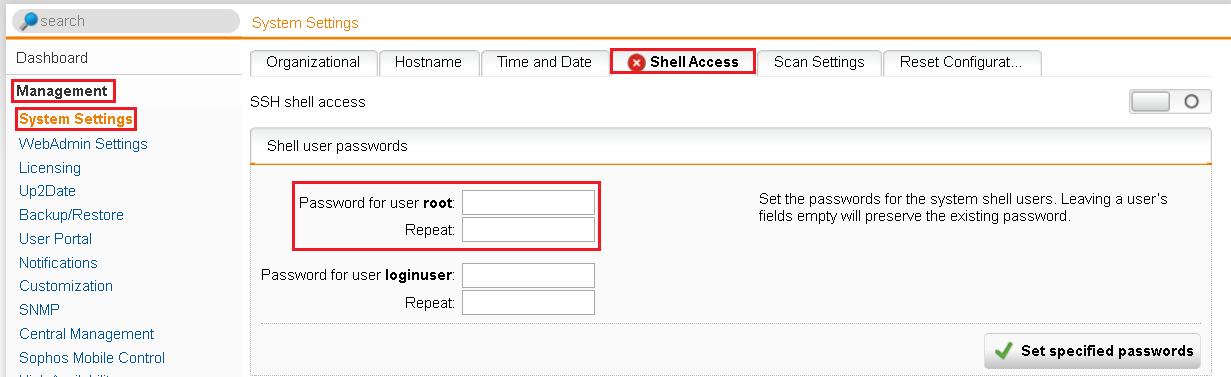 search
System Settings
Dashboard
Management
System Settings
WebAdmin Settings
Licensing
Up2Date
Backup/Restore
User Portal
Notifications
Customization
SNMP
Central Management
Sophos Mobile Control
Organizational
Hostname
Time and Date
Shell Access
Scan Settings
Reset Configurat...
SSH shell access
Shell user passwords
Password for user root:
Repeat:
Password for user loginuser:
Repeat:
Set the passwords for the system shell users. Leaving a user's
fields empty will preserve the existing password.
Set specified passwords